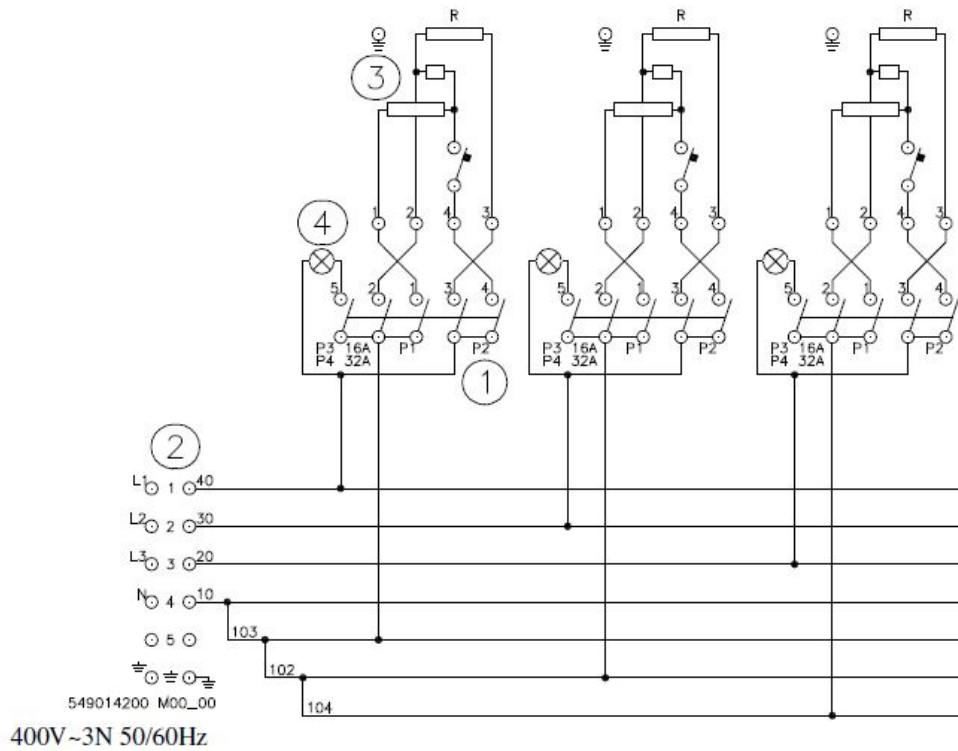 R R R
3
1 2 4 3 1 2 4 3 1 2 4 3
4
5 2 1 3 4 5 2 1 3 4 5 2 1 3 4
P3 16A P1 P2 P3 16A P1 P2 P3 16A P1 P2
P4 32A P4 32A P4 32A
1
2
L1 1 40
L2 2 30
L3 3 20
N 4 10
5 103
102
549014200 M00_00
104
400V~3N 50/60Hz